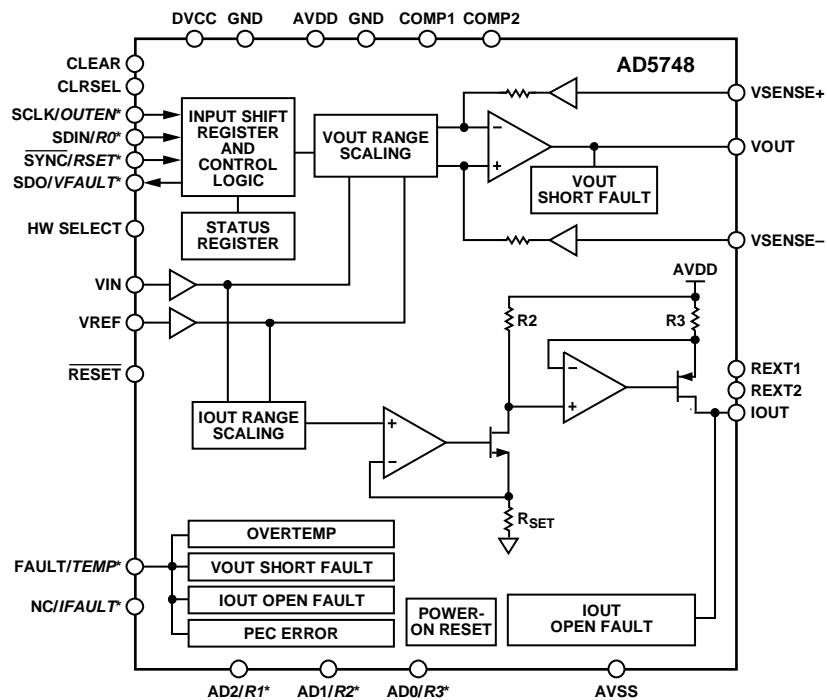 DVCC GND AVDD GND COMP1 COMP2
CLEAR
CLRSEL
SCLK/OUTEN*
SDIN/R0*
SYNC/RSET*
SDO/VFAULT*
HW SELECT
VIN
VREF
RESET
FAULT/TEMP*
NC/IFAULT*
AD5748
INPUT SHIFT
REGISTER
AND
CONTROL
LOGIC
STATUS
REGISTER
VOUT RANGE
SCALING
−
+
VOUT
SHORT FAULT
VSENSE+
VOUT
VSENSE–
AVDD
R2
R3
−
+
REXT1
REXT2
IOUT
IOUT RANGE
SCALING
+
−
RSET
OVERTEMP
VOUT SHORT FAULT
IOUT OPEN FAULT
PEC ERROR
POWER-
ON RESET
IOUT
OPEN FAULT
AD2/R1* AD1/R2* AD0/R3* AVSS